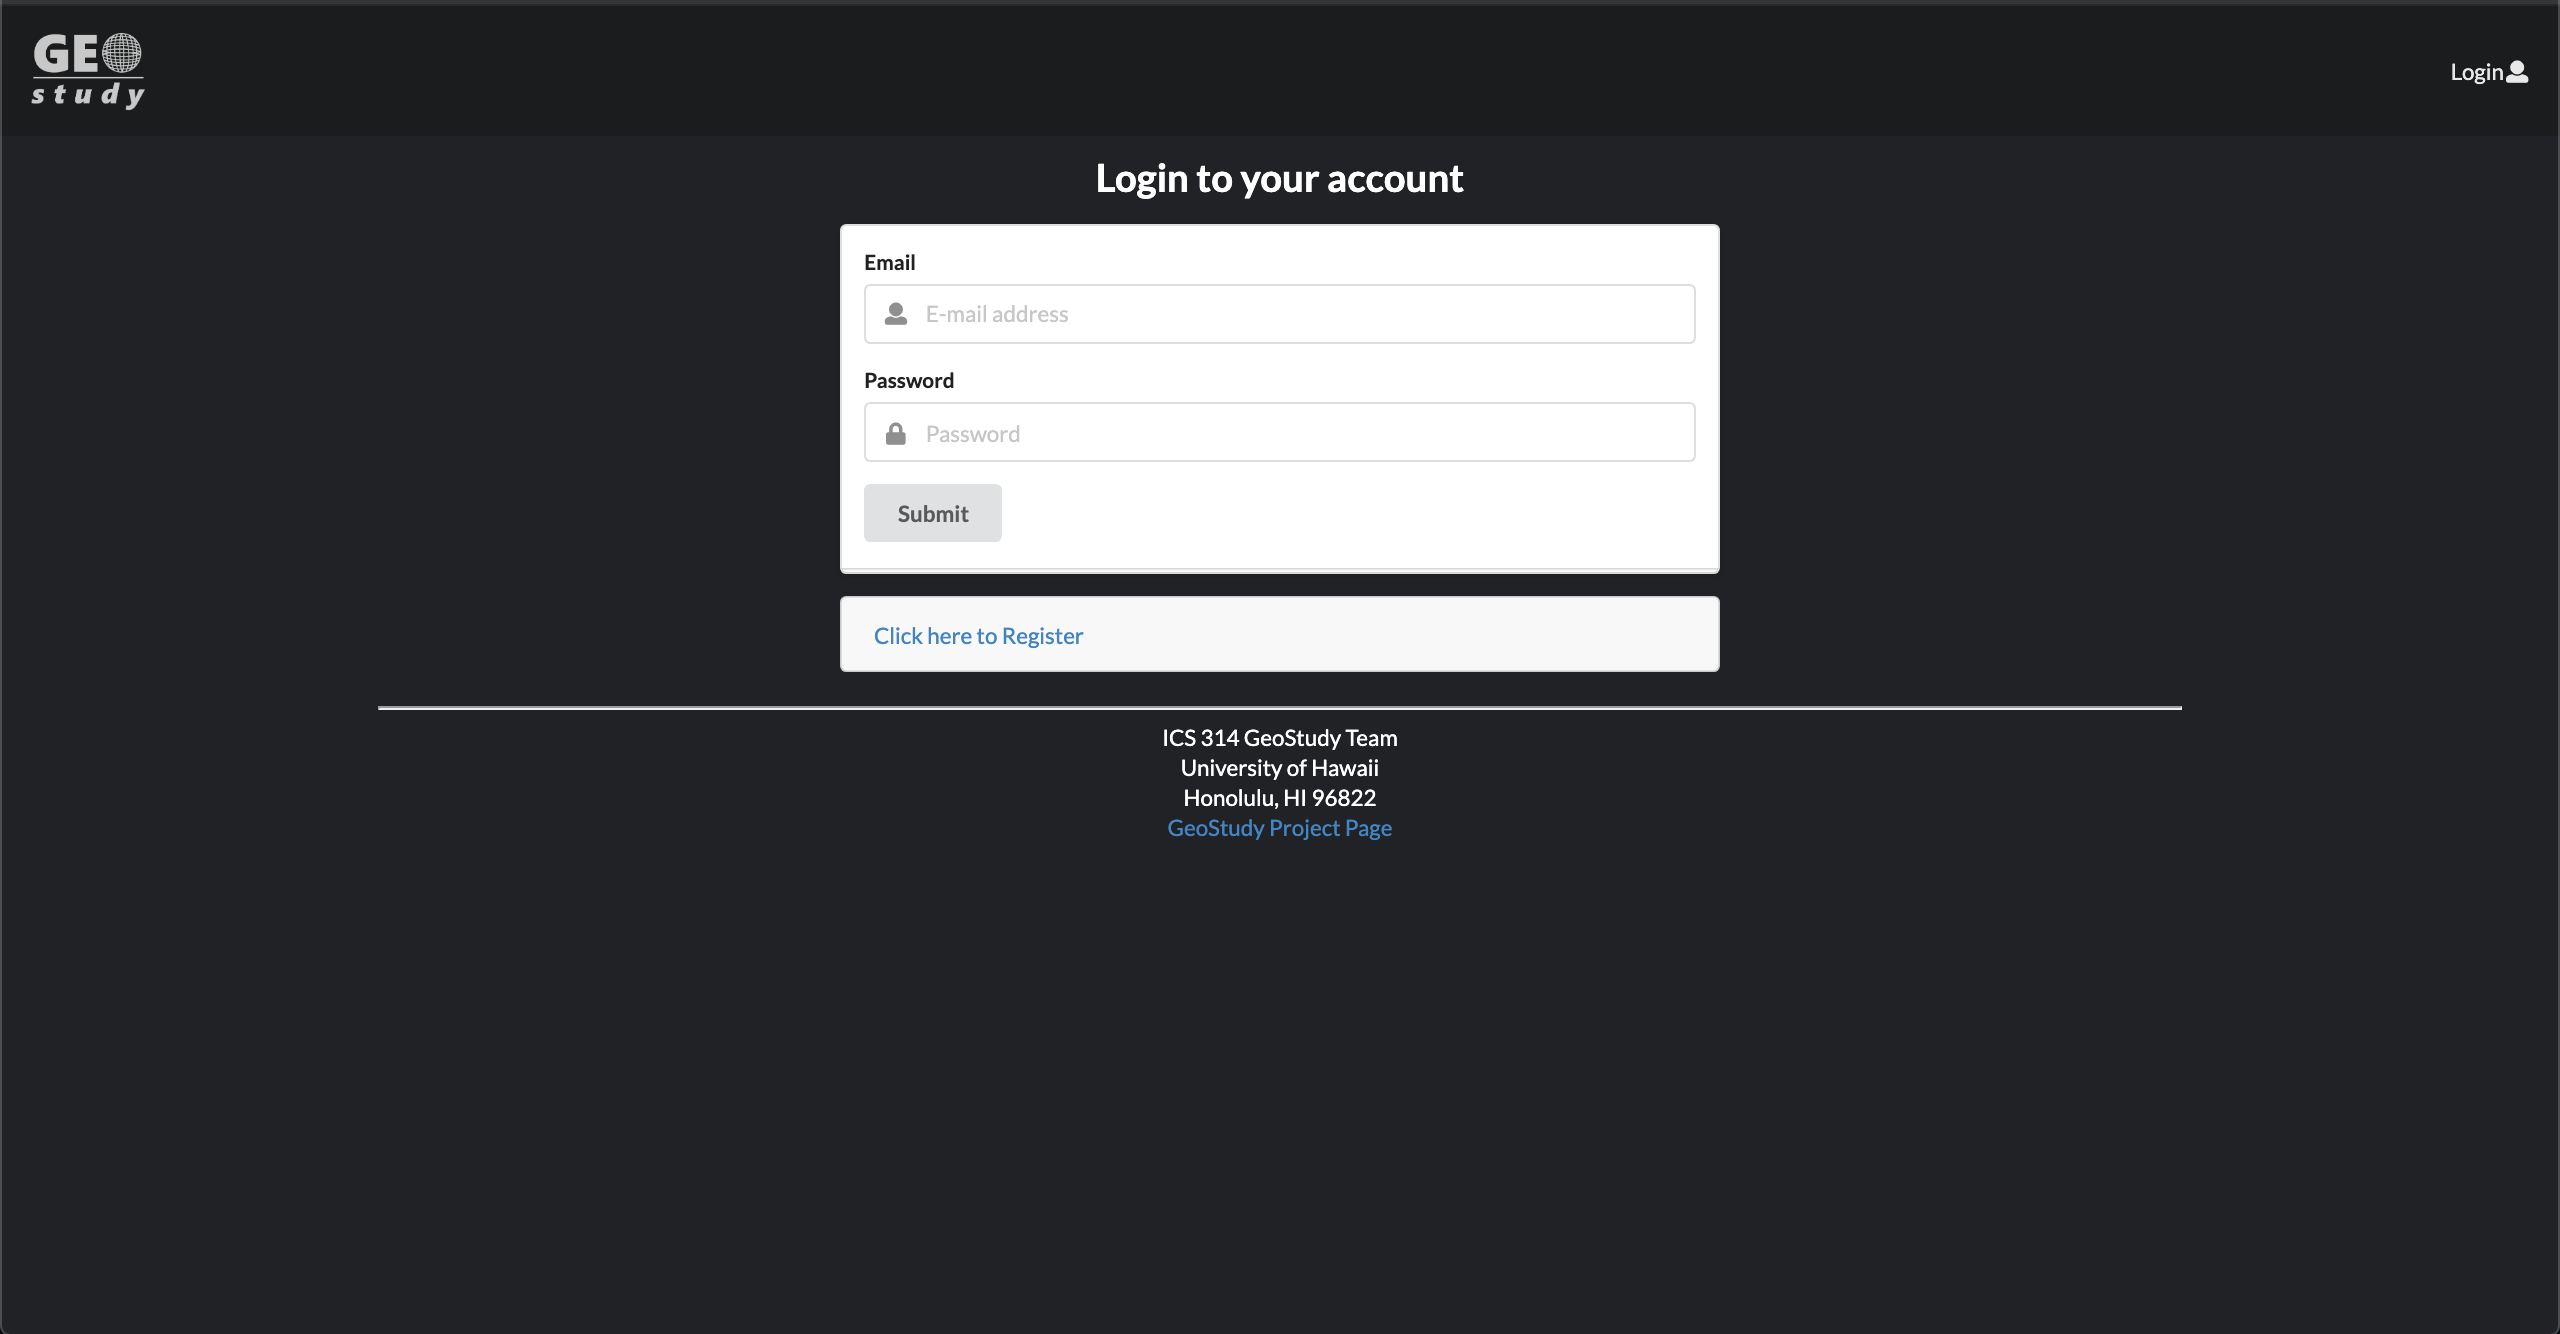 GEO
study
Login
Login to your account
Email
E-mail address
Password
Password
Submit
Click here to Register
ICS 314 GeoStudy Team
University of Hawaii
Honolulu, HI 96822
GeoStudy Project Page